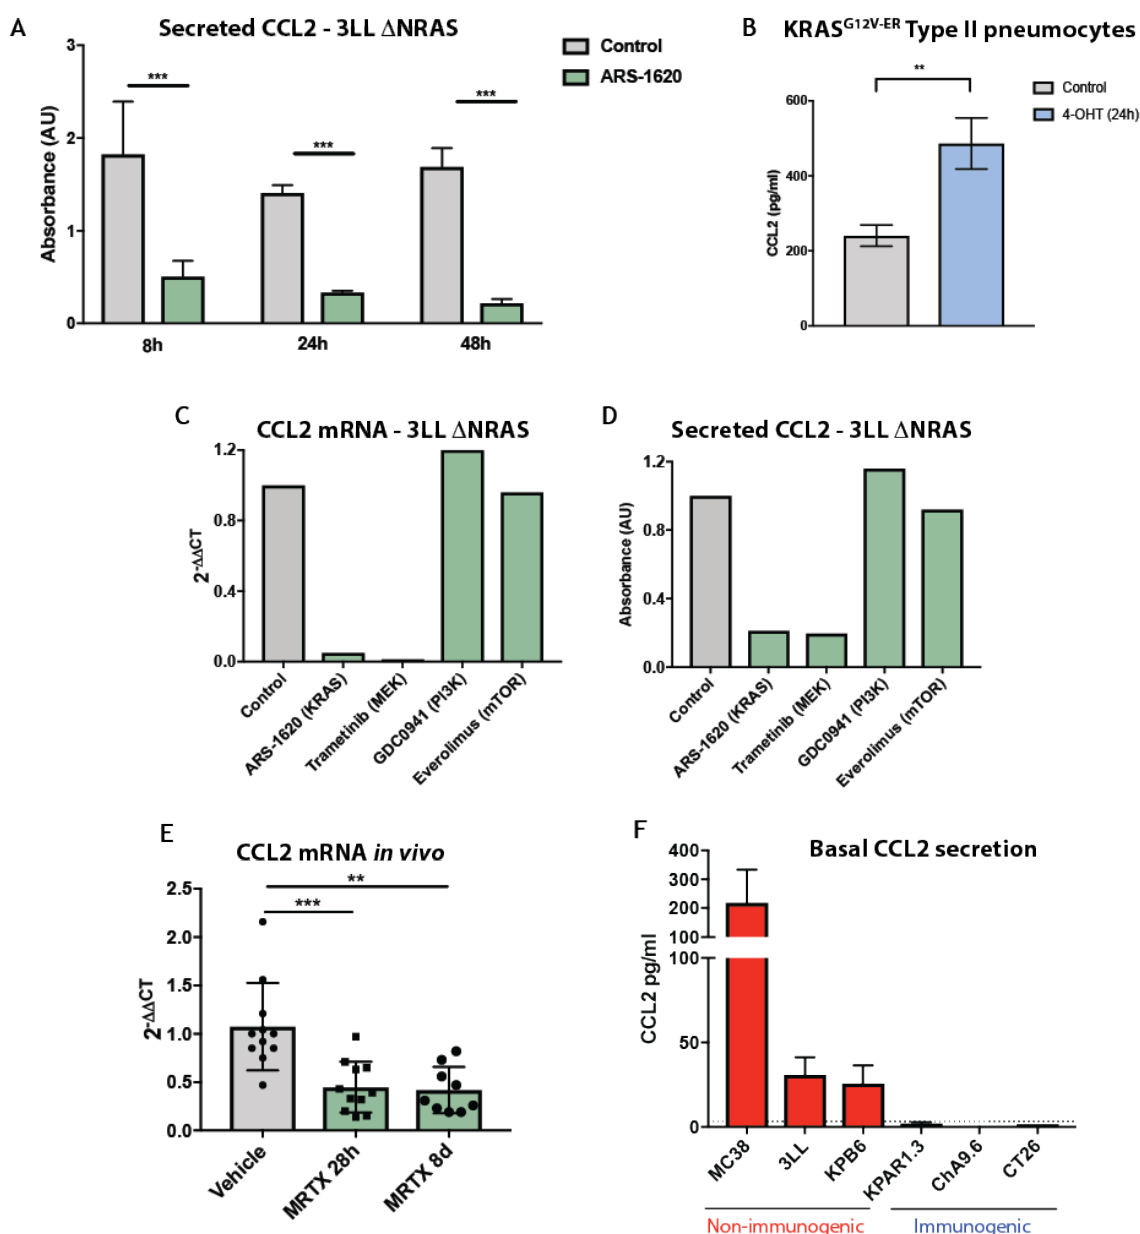 A
Secreted CCL2 - 3LL ΔNRAS
Control
ARS-1620
Absorbance (AU)
3
2
1
0
***
***
***
8h
24h
48h
B
KRASG12V-ER Type II pneumocytes
Control
4-OHT (24h)
**
CCL2 (pg/ml)
600
400
200
0
C
CCL2 mRNA - 3LL ΔNRAS
2-ΔΔCT
1.2
0.8
0.4
0.0
Control
ARS-1620 (KRAS)
Trametinib (MEK)
GDC0941 (PI3K)
Everolimus (mTOR)
D
Secreted CCL2 - 3LL ΔNRAS
Absorbance (AU)
1.2
0.8
0.4
0.0
Control
ARS-1620 (KRAS)
Trametinib (MEK)
GDC0941 (PI3K)
Everolimus (mTOR)
E
CCL2 mRNA in vivo
**
***
2-ΔΔCT
2.5
2.0
1.5
1.0
0.5
0.0
Vehicle
MRTX 28h
MRTX 8d
F
Basal CCL2 secretion
CCL2 pg/ml
400
300
200
100
100
50
0
MC38
3LL
KPB6
KPAR1.3
ChA9.6
CT26
Non-immunogenic
Immunogenic